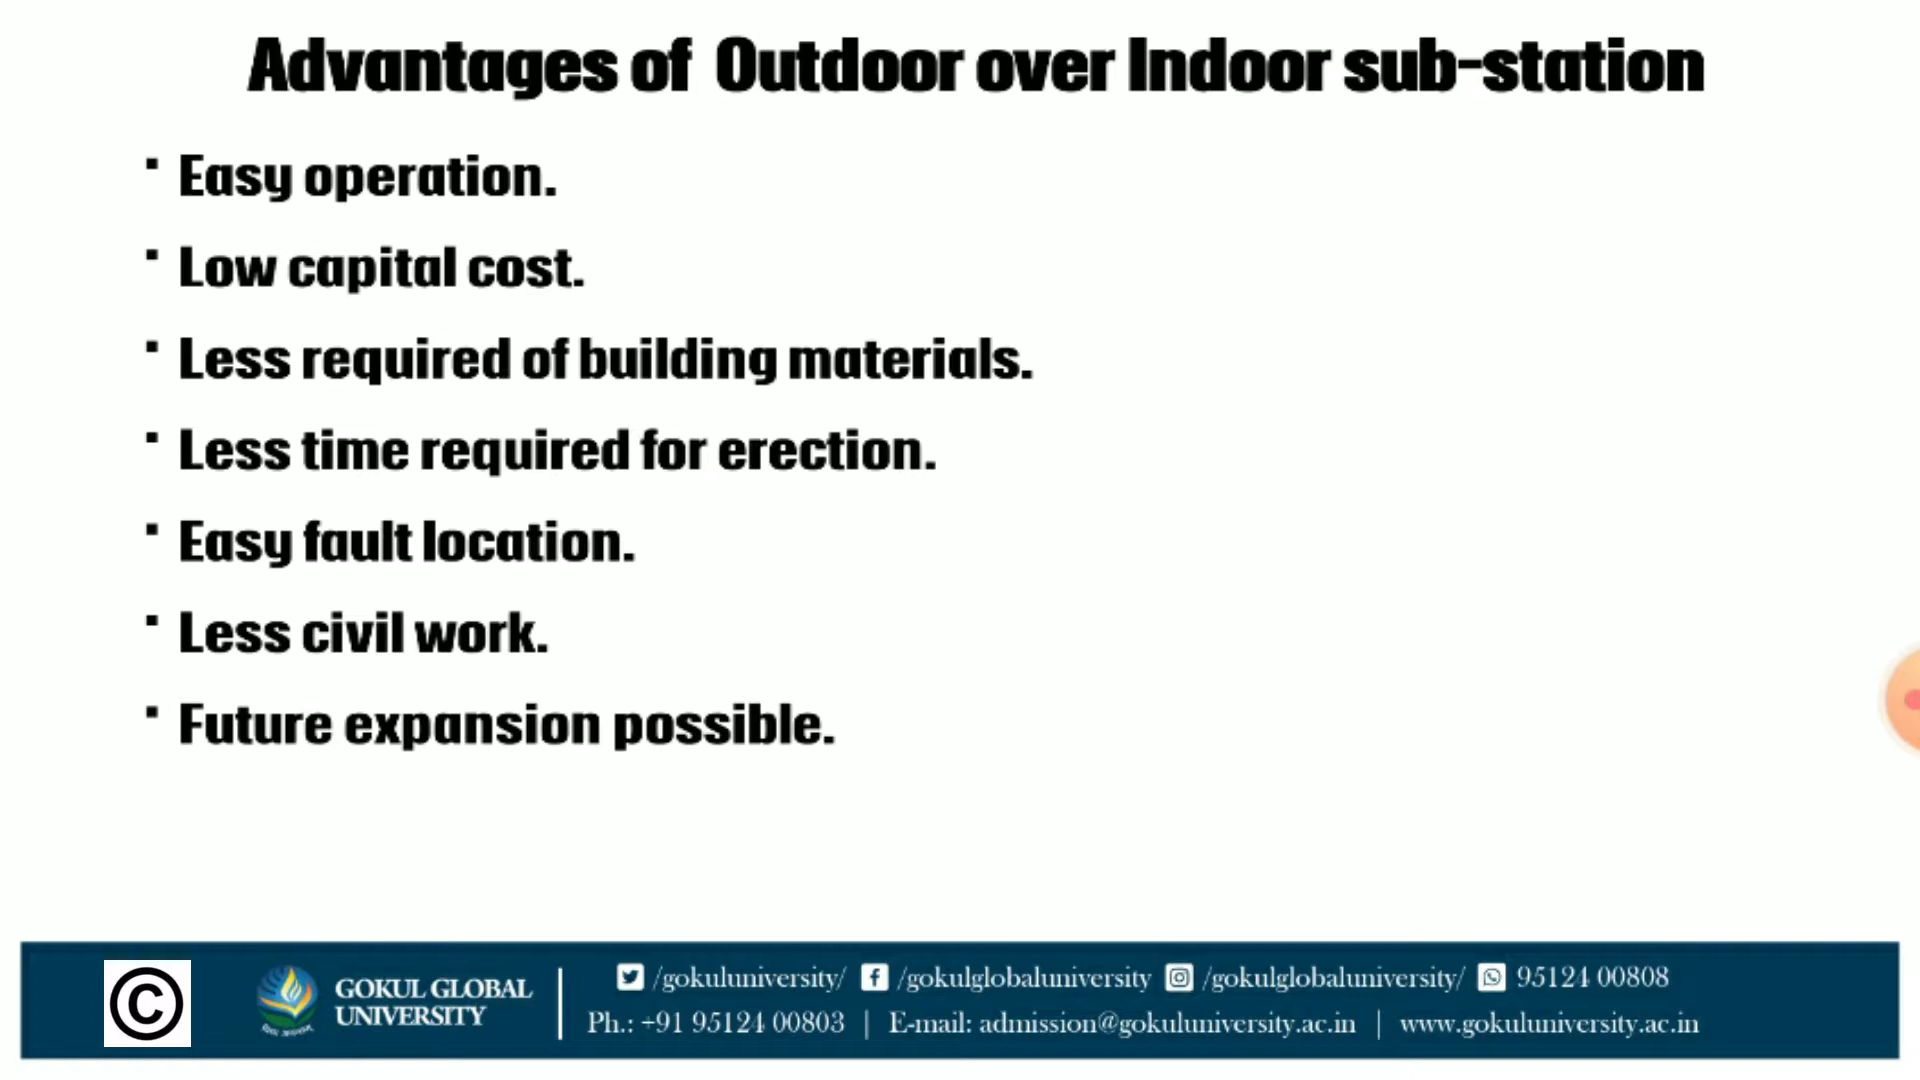 Advantages of Outdoor over Indoor sub-station
▪ Easy operation.
▪ Low capital cost.
▪ Less required of building materials.
▪ Less time required for erection.
▪ Easy fault location.
▪ Less civil work.
▪ Future expansion possible.
©
GOKUL GLOBAL
UNIVERSITY
/gokuluniversity/ /gokulglobaluniversity /gokulglobaluniversity/ 95124 00808
Ph.: +91 95124 00803 | E-mail: admission@gokuluniversity.ac.in | www.gokuluniversity.ac.in